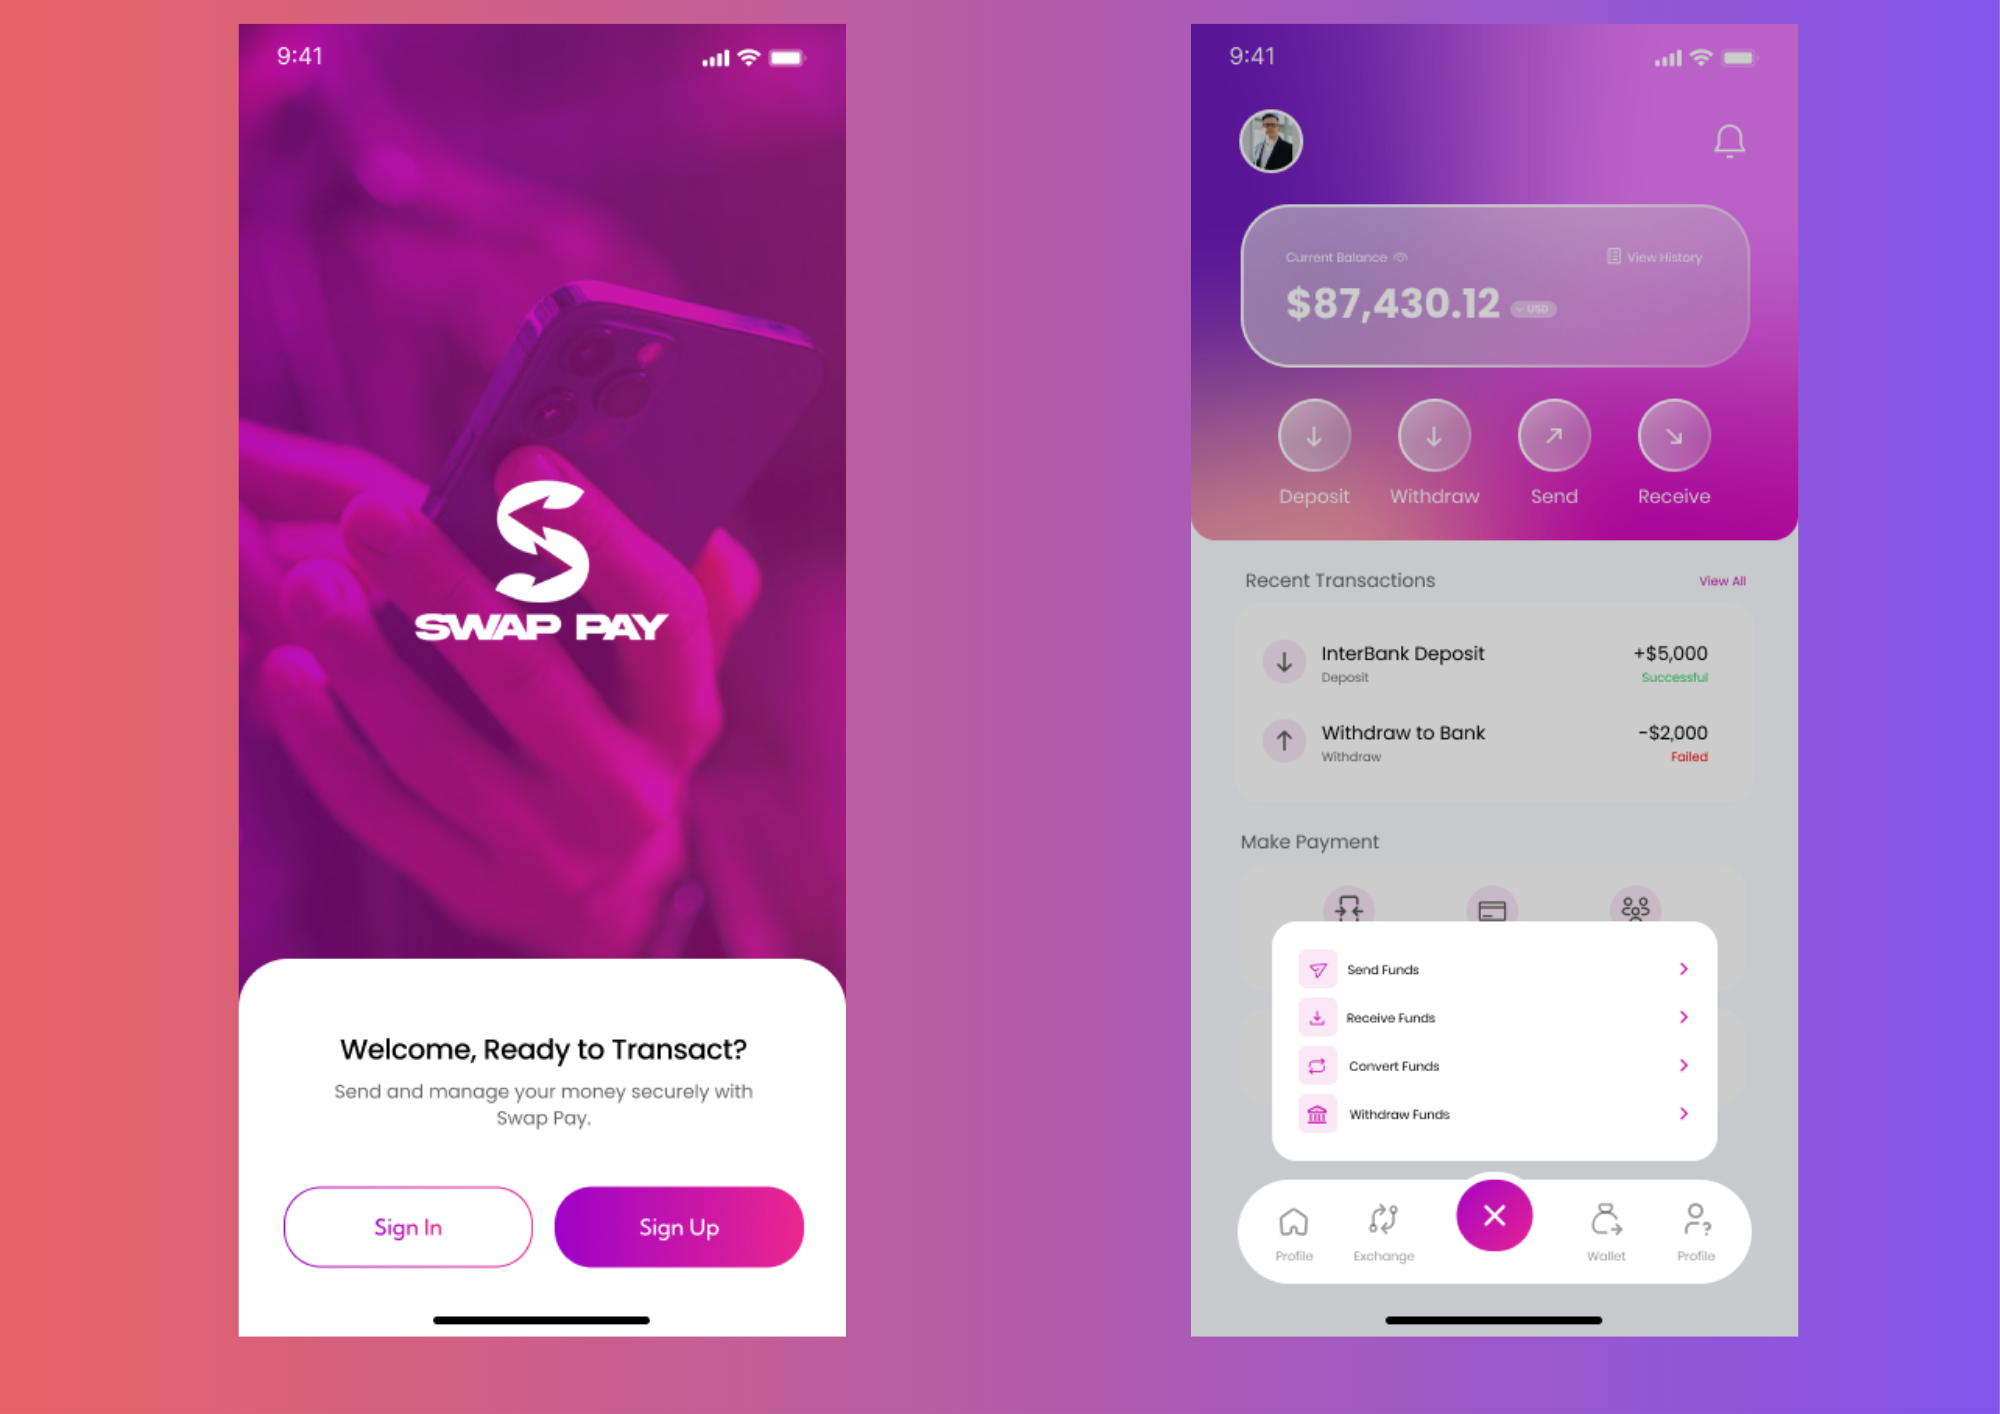 9:41
SWAP PAY
Welcome, Ready to Transact?
Send and manage your money securely with
Swap Pay.
Sign In
Sign Up
9:41
Current Balance
View History
$87,430.12
USD
Deposit
Withdraw
Send
Receive
Recent Transactions
View All
InterBank Deposit
+$5,000
Deposit
Successful
Withdraw to Bank
-$2,000
Withdraw
Failed
Make Payment
Send Funds
Receive Funds
Convert Funds
Withdraw Funds
Profile
Exchange
Wallet
Profile